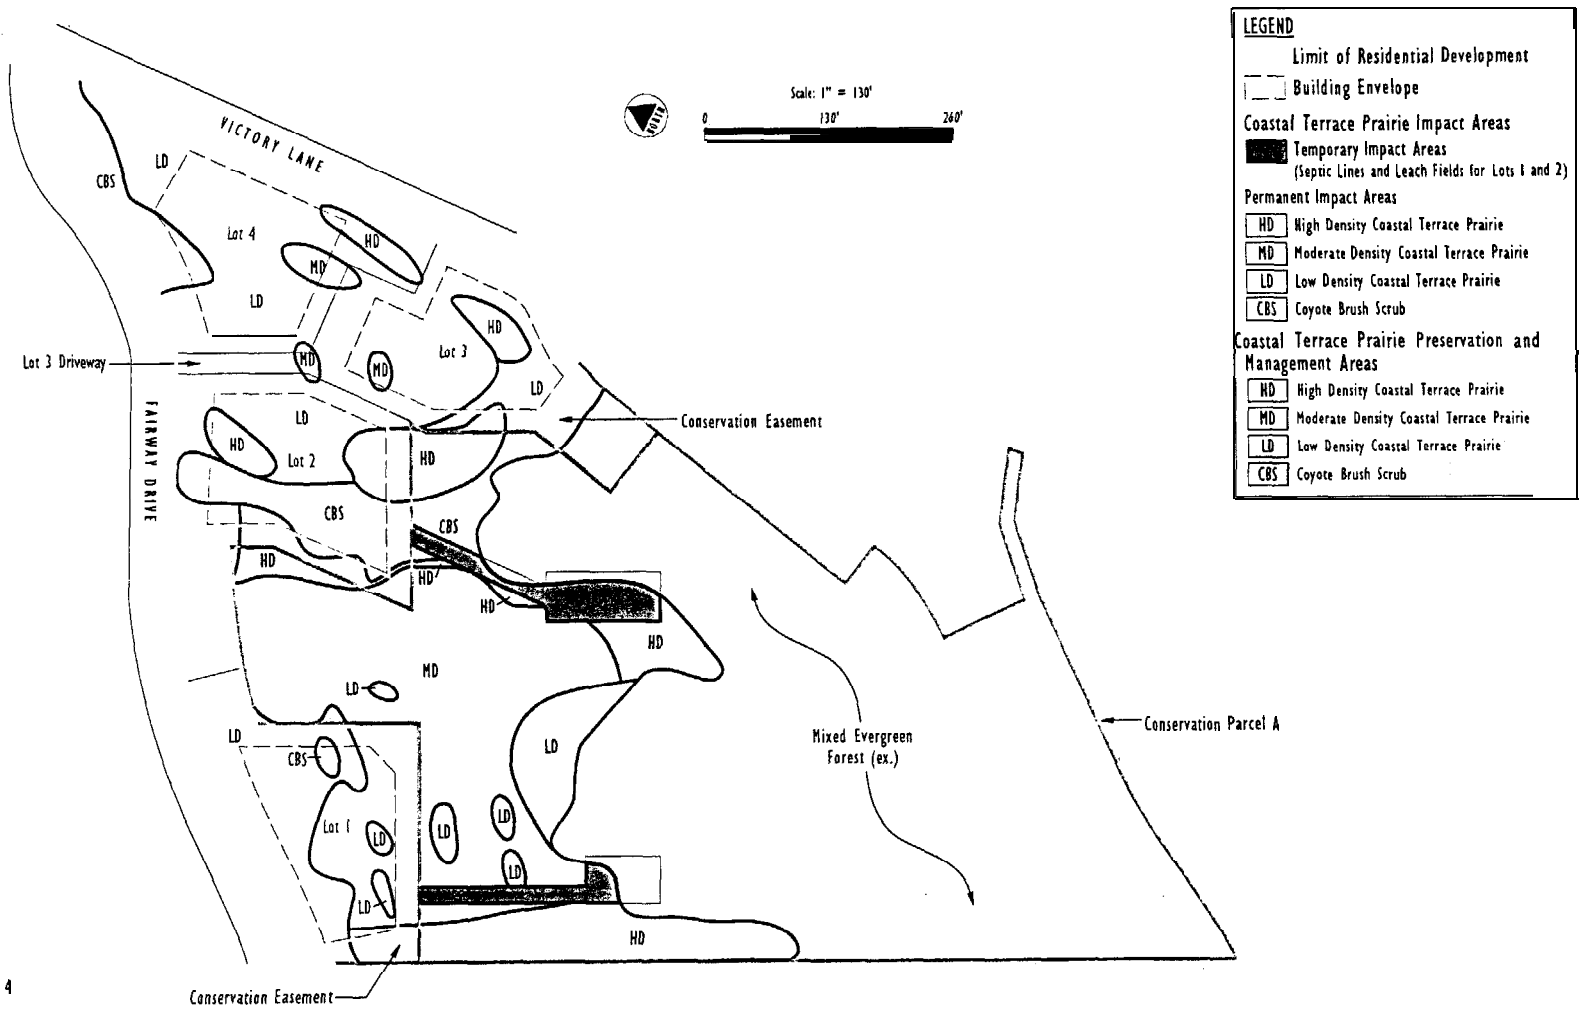 LEGEND
Limit of Residential Development
Building Envelope
Coastal Terrace Prairie Impact Areas
Temporary Impact Areas
(Septic Lines and Leach Fields for Lots 1 and 2)
Permanent Impact Areas
HD High Density Coastal Terrace Prairie
MD Moderate Density Coastal Terrace Prairie
LD Low Density Coastal Terrace Prairie
CBS Coyote Brush Scrub
Coastal Terrace Prairie Preservation and
Management Areas
HD High Density Coastal Terrace Prairie
MD Moderate Density Coastal Terrace Prairie
LD Low Density Coastal Terrace Prairie
CBS Coyote Brush Scrub
Scale: 1" = 130'
0 130' 260'
NORTH
VICTORY LANE
LD
CBS
Lot 4
HD
MD
LD
HD
Lot 3
Lot 3 Driveway
MD
MD
LD
FAIRWAY DRIVE
LD
Conservation Easement
HD
Lot 2
HD
CBS
CBS
HD
HD
HD
HD
MD
LD
LD
CBS
LD
Mixed Evergreen
Forest (ex.)
Conservation Parcel A
Lot 1
LD
LD
LD
LD
LD
HD
Conservation Easement
4